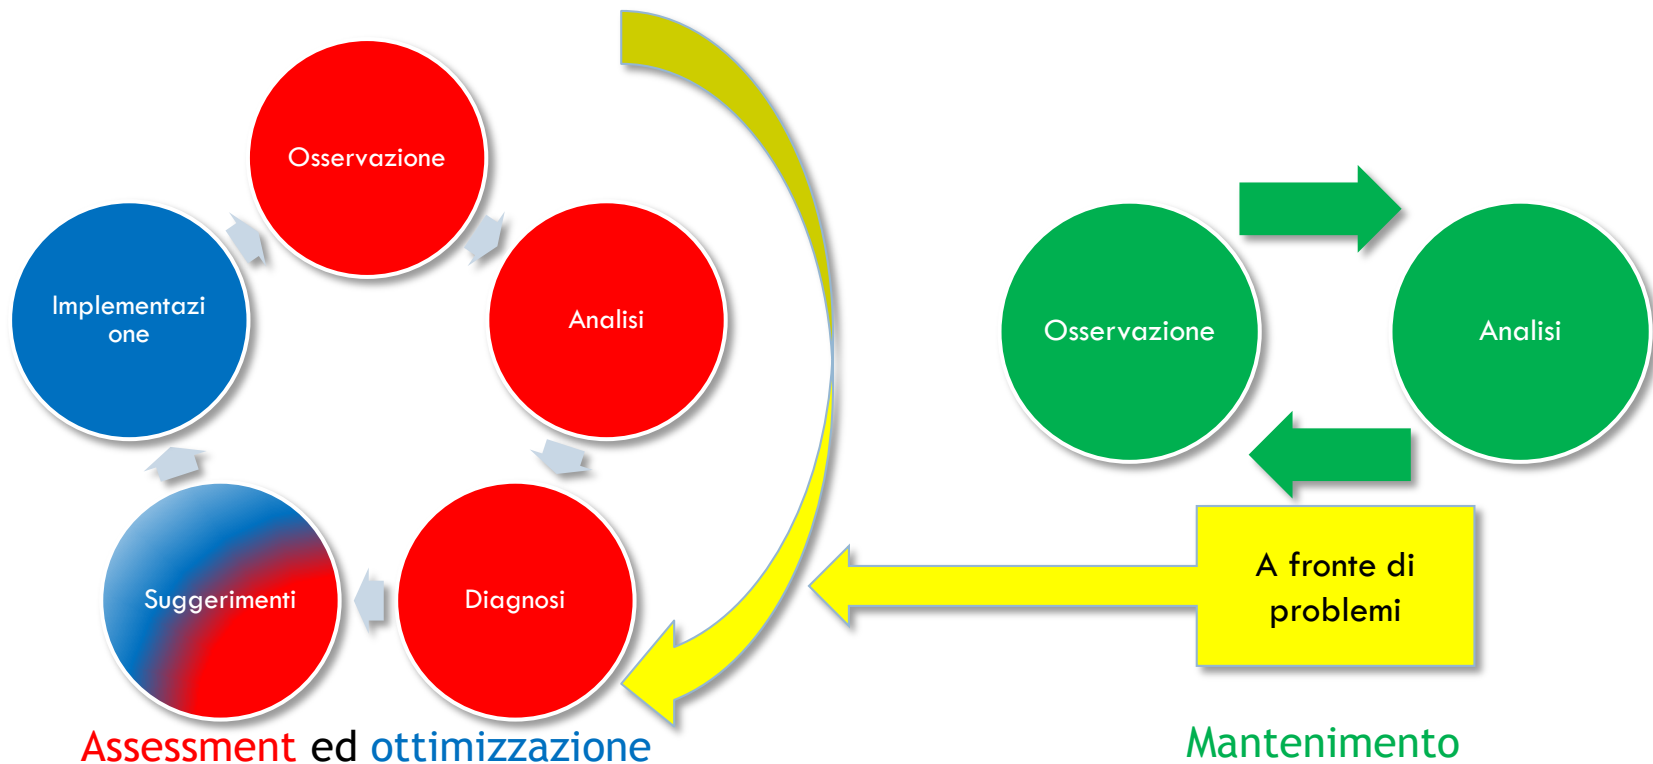 Osservazione
Implementazi
one
Analisi
Suggerimenti
Diagnosi
Assessment ed ottimizzazione
Osservazione
Analisi
A fronte di
problemi
Mantenimento